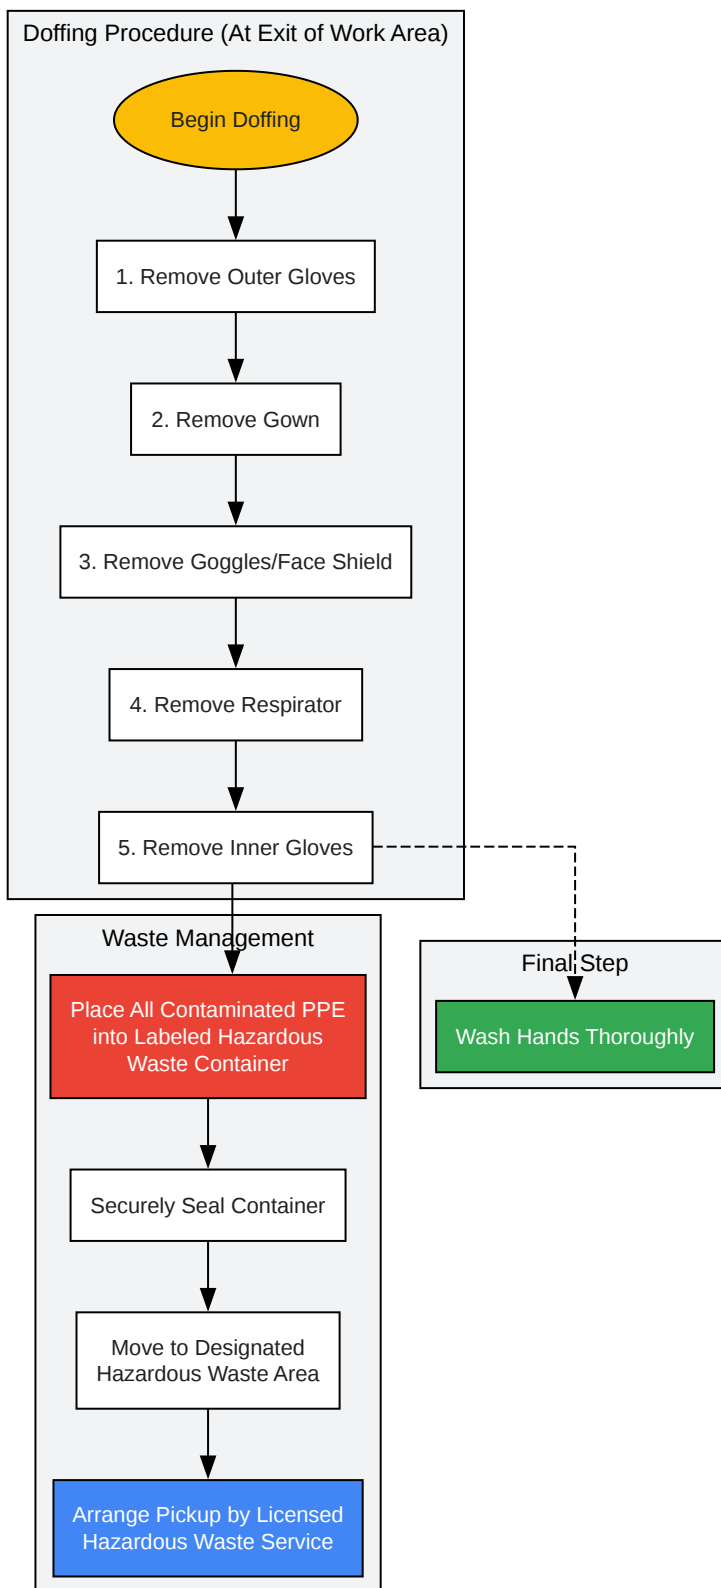 Doffing Procedure (At Exit of Work Area)
Begin Doffing
1. Remove Outer Gloves
2. Remove Gown
3. Remove Goggles/Face Shield
4. Remove Respirator
5. Remove Inner Gloves
Waste Management
Place All Contaminated PPE
into Labeled Hazardous
Waste Container
Securely Seal Container
Move to Designated
Hazardous Waste Area
Arrange Pickup by Licensed
Hazardous Waste Service
Final Step
Wash Hands Thoroughly